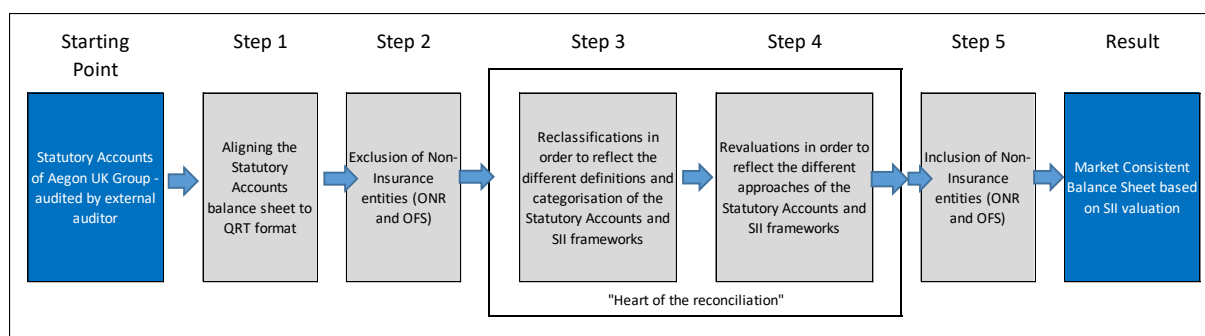 Starting
Point
Step 1
Step 2
Step 3
Step 4
Step 5
Result
Statutory Accounts
of Aegon UK Group -
audited by external
auditor
Aligning the
Statutory
Accounts
balance sheet to
QRT format
Exclusion of Non-
Insurance
entities (ONR
and OFS)
Reclassifications in
order to reflect the
different definitions and
categorisation of the
Statutory Accounts and
SII frameworks
Revaluations in order to
reflect the different
approaches of the
Statutory Accounts and
SII frameworks
Inclusion of Non-
Insurance
entities (ONR
and OFS)
Market Consistent
Balance Sheet based
on SII valuation
"Heart of the reconciliation"